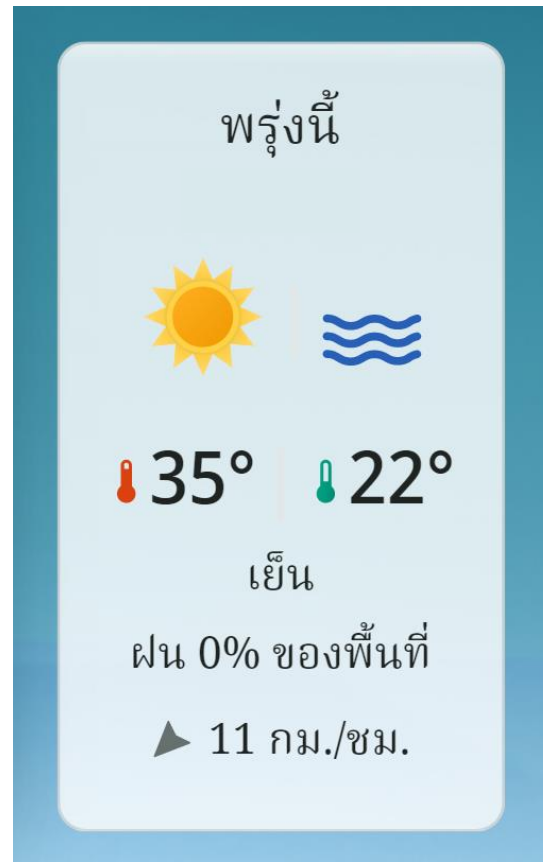 พรุ่งนี้
35° 22°
เย็น
ฝน 0% ของพื้นที่
11 กม./ชม.